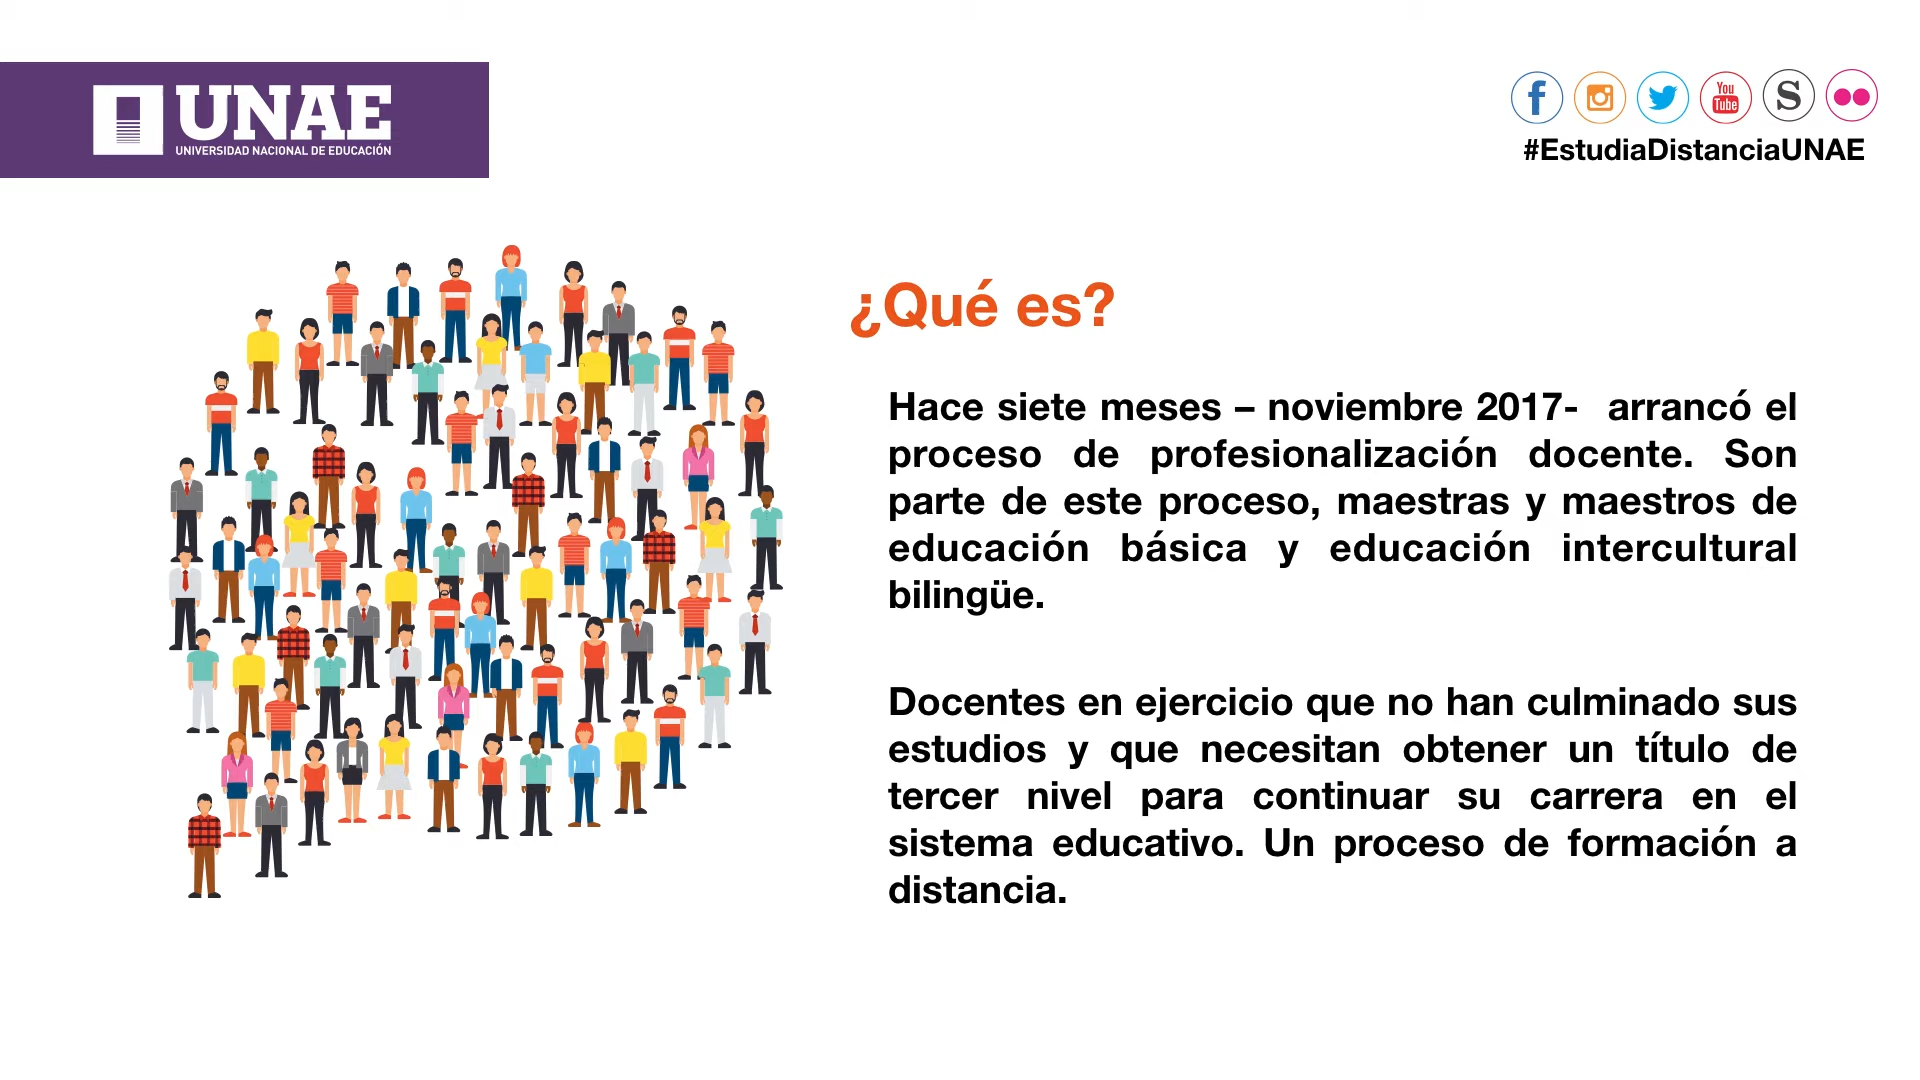 UNAE
UNIVERSIDAD NACIONAL DE EDUCACIÓN
f
You
Tube
S
#EstudiaDistanciaUNAE
¿Qué es?
Hace siete meses – noviembre 2017-  arrancó el
proceso de profesionalización docente. Son
parte de este proceso, maestras y maestros de
educación básica y educación intercultural
bilingüe.
Docentes en ejercicio que no han culminado sus
estudios y que necesitan obtener un título de
tercer nivel para continuar su carrera en el
sistema educativo. Un proceso de formación a
distancia.